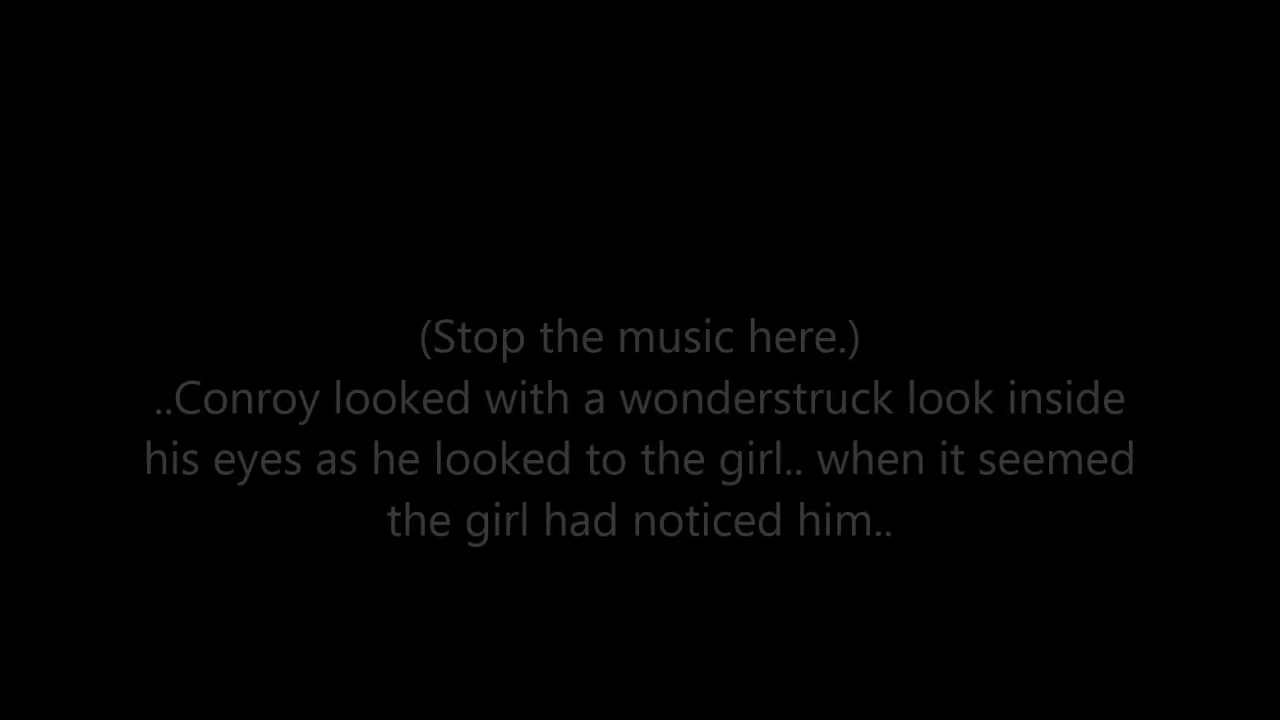 (Stop the music here.)
..Conroy looked with a wonderstruck look inside
his eyes as he looked to the girl.. when it seemed
the girl had noticed him..